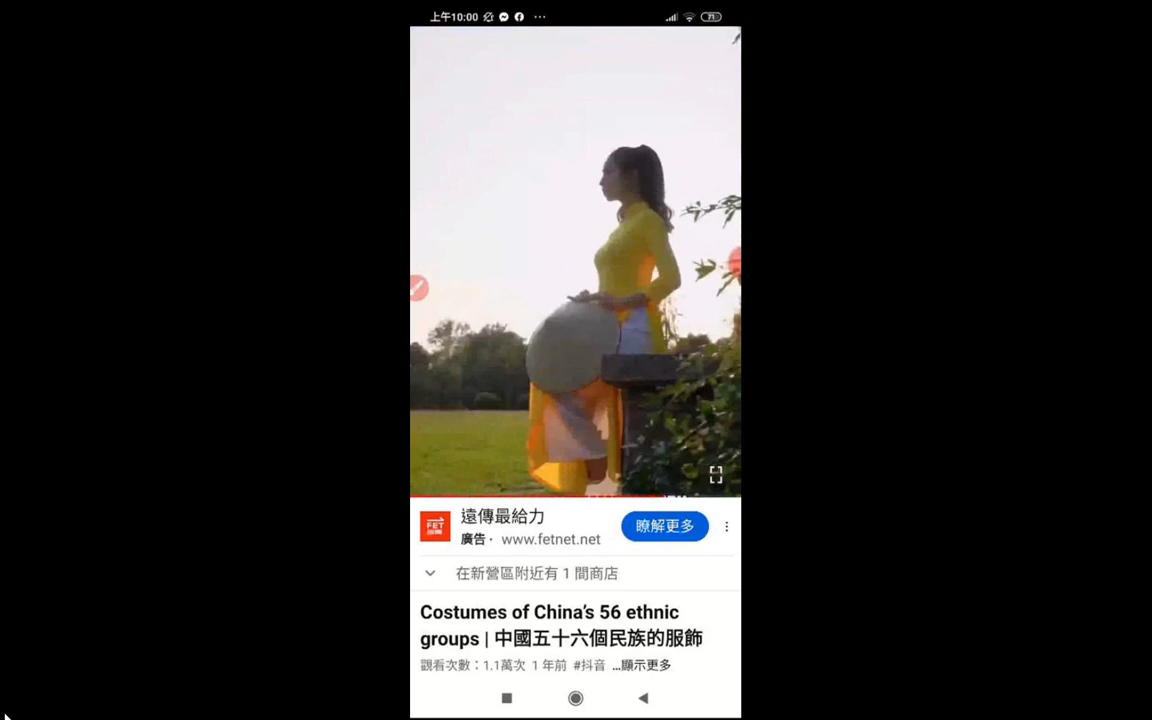 上午10:00
71
遠傳最給力
廣告・ www.fetnet.net
瞭解更多
FET
在新營區附近有 1 間商店
Costumes of China's 56 ethnic
groups | 中國五十六個民族的服飾
觀看次數：1.1萬次 1 年前 #抖音 ...顯示更多